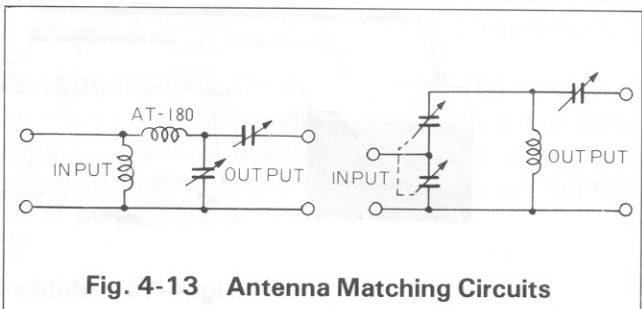 AT-180
INPUT
OUTPUT
INPUT
OUTPUT
Fig. 4-13 Antenna Matching Circuits